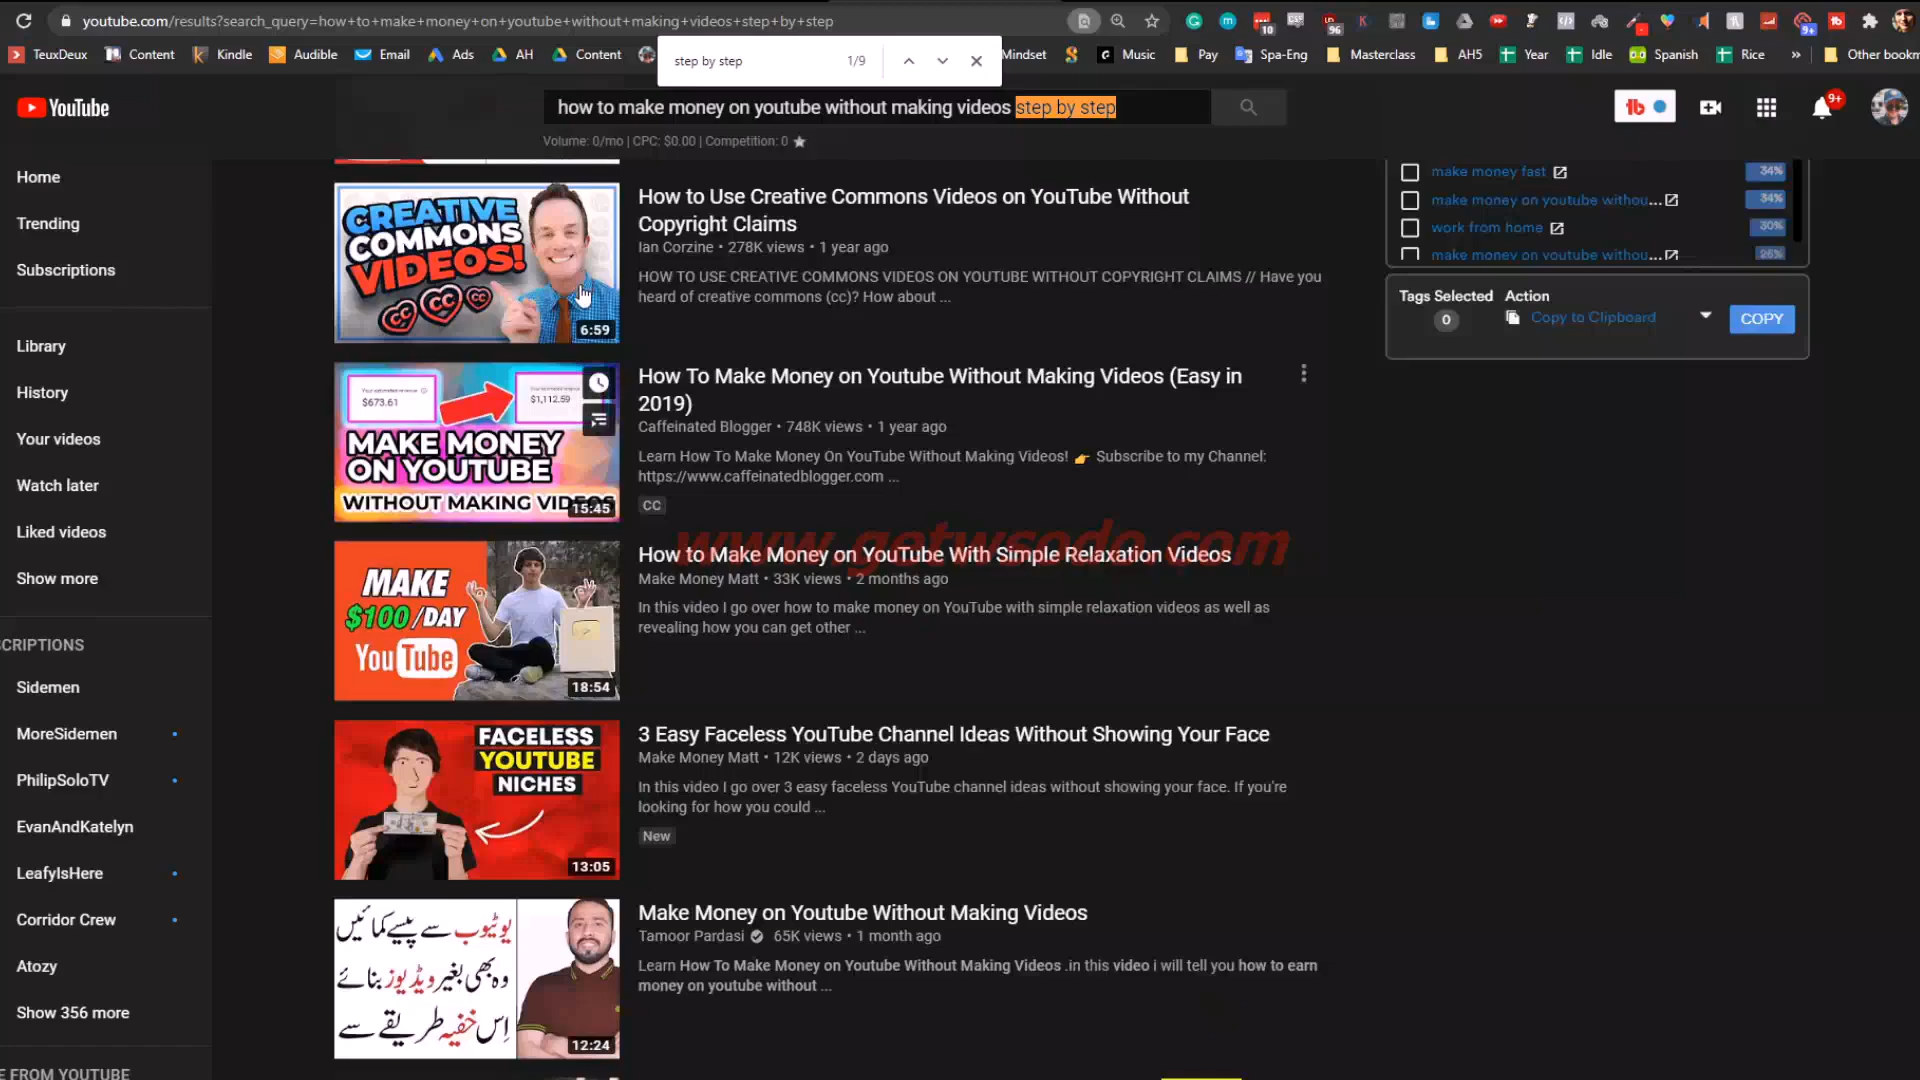 youtube.com/results?search_query=how+to+make+money+on+youtube+without+making+videos+step+by+step
10
96
9+
TeuxDeux
Content
Kindle
Audible
Email
Ads
AH
Content
Mindset
Music
Pay
Spa-Eng
Masterclass
AH5
Year
Idle
Spanish
Rice
»
Other bookm
step by step
1/9
YouTube
how to make money on youtube without making videos step by step
9+
Volume: 0/mo | CPC: $0.00 | Competition: 0 ★
Home
Trending
Subscriptions
Library
History
Your videos
Watch later
Liked videos
Show more
CRIPTIONS
Sidemen
MoreSidemen
PhilipSoloTV
EvanAndKatelyn
LeafyIsHere
Corridor Crew
Atozy
Show 356 more
E FROM YOUTUBE
CREATIVE
COMMONS
VIDEOS!
CC
CC
CC
6:59
How to Use Creative Commons Videos on YouTube Without
Copyright Claims
Ian Corzine • 278K views • 1 year ago
HOW TO USE CREATIVE COMMONS VIDEOS ON YOUTUBE WITHOUT COPYRIGHT CLAIMS // Have you
heard of creative commons (cc)? How about ...
$673.61
$1,112.59
MAKE MONEY
ON YOUTUBE
WITHOUT MAKING VIDEOS
15:45
How To Make Money on Youtube Without Making Videos (Easy in
2019)
Caffeinated Blogger • 748K views • 1 year ago
Learn How To Make Money On YouTube Without Making Videos! 👉 Subscribe to my Channel:
https://www.caffeinatedblogger.com ...
CC
www.getwsodo.com
MAKE
$100/DAY
YouTube
18:54
How to Make Money on YouTube With Simple Relaxation Videos
Make Money Matt • 33K views • 2 months ago
In this video I go over how to make money on YouTube with simple relaxation videos as well as
revealing how you can get other ...
FACELESS
YOUTUBE
NICHES
13:05
3 Easy Faceless YouTube Channel Ideas Without Showing Your Face
Make Money Matt • 12K views • 2 days ago
In this video I go over 3 easy faceless YouTube channel ideas without showing your face. If you're
looking for how you could ...
New
یوٹیوب سے پیسے کمائیں
وہ بھی بغیر ویڈیوز بنائے
اِس خفیہ طریقے سے
12:24
Make Money on Youtube Without Making Videos
Tamoor Pardasi 65K views • 1 month ago
Learn How To Make Money on Youtube Without Making Videos .in this video i will tell you how to earn
money on youtube without ...
make money fast 34%
make money on youtube withou... 34%
work from home 30%
make money on youtube withou... 26%
Tags Selected
Action
0
Copy to Clipboard
COPY